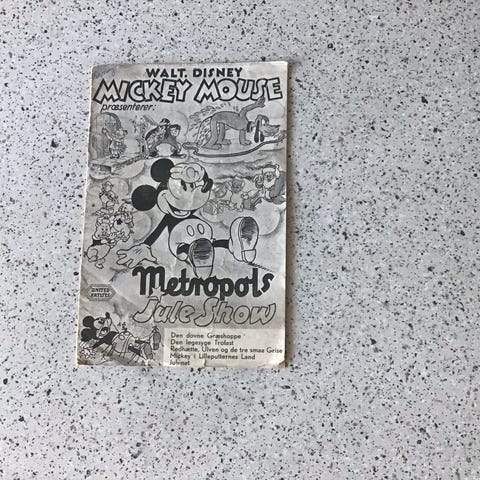 WALT. DISNEY
MICKEY MOUSE
præsenterer:
UNITED
ARTISTS
Metropols
Jule Show
Den dovne Græshoppe
Den legesyge Trofast
Rødhætte, Ulven og de tre smaa Grise
Mickey i Lilleputternes Land
Julenat